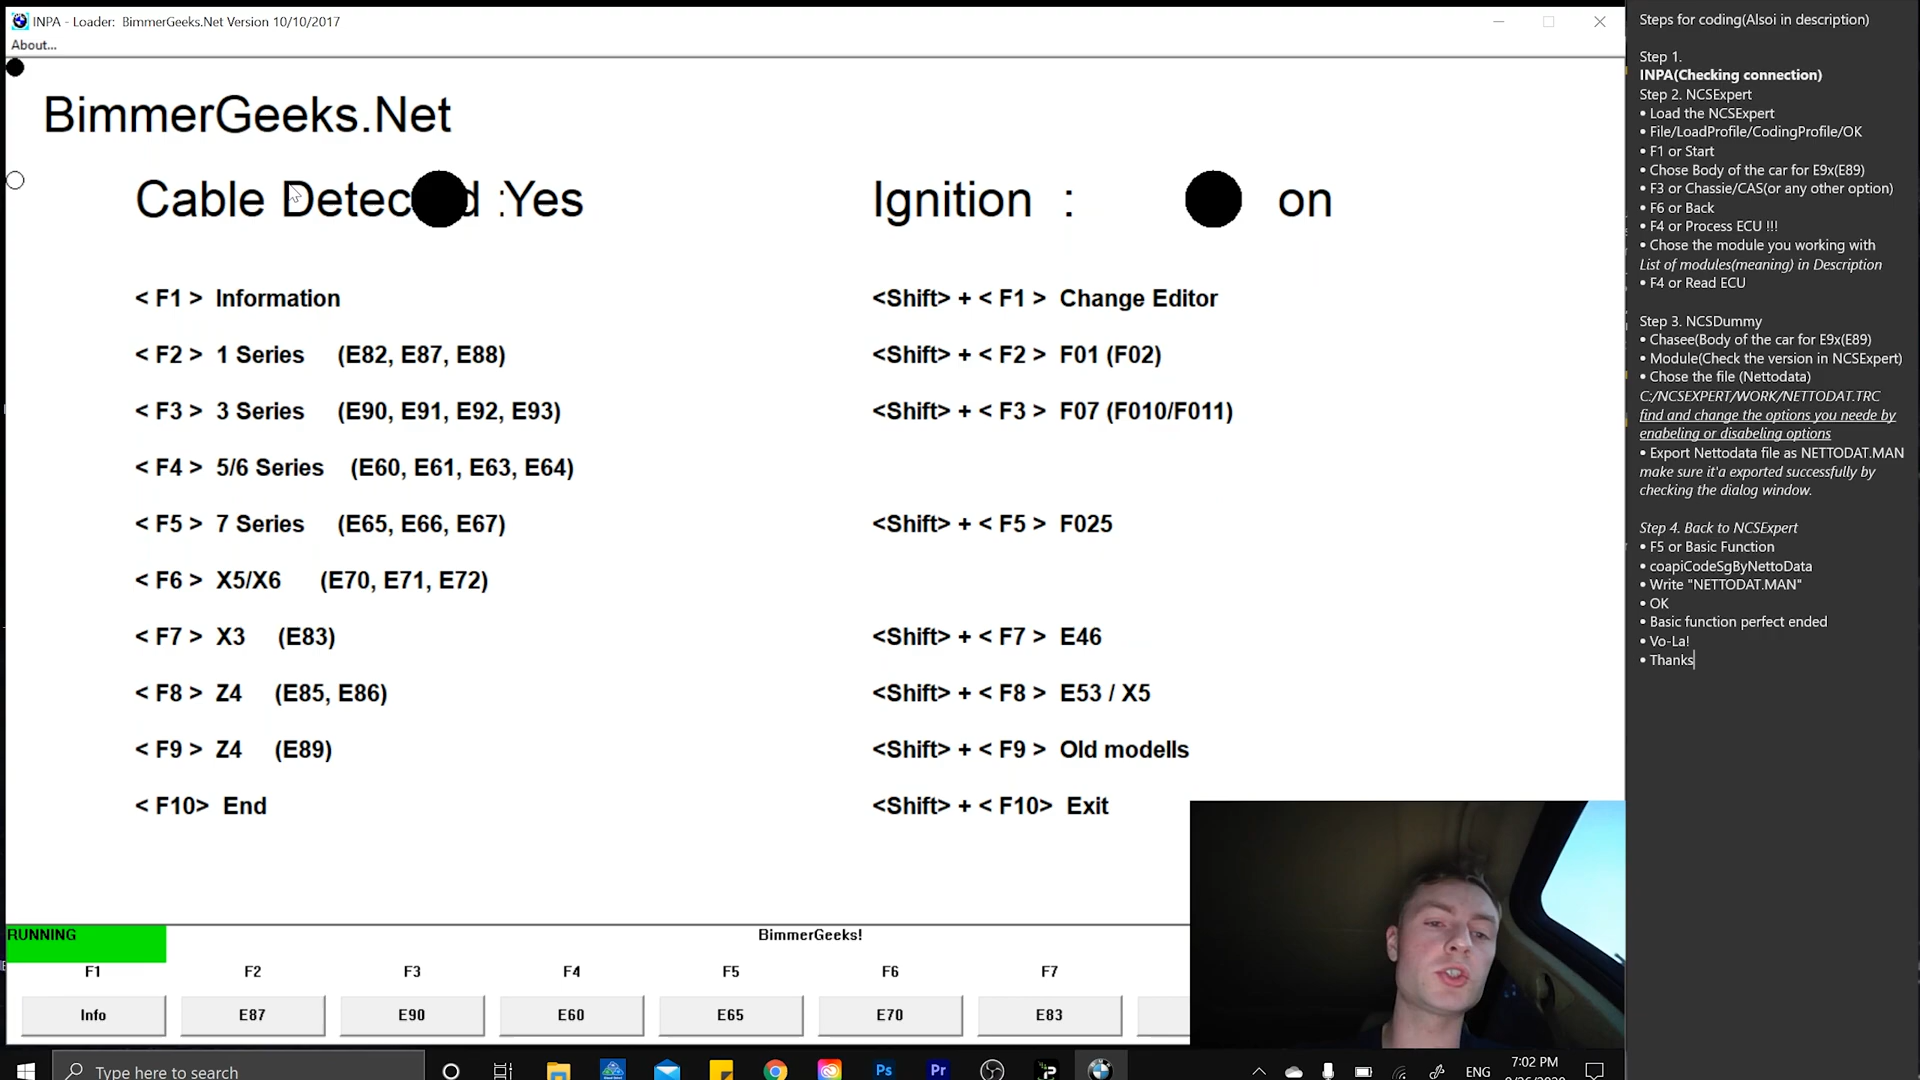 INPA - Loader: BimmerGeeks.Net Version 10/10/2017
About...
BimmerGeeks.Net
Cable Detec d :Yes
Ignition : on
< F1 > Information
<Shift> + < F1 > Change Editor
< F2 > 1 Series (E82, E87, E88)
<Shift> + < F2 > F01 (F02)
< F3 > 3 Series (E90, E91, E92, E93)
<Shift> + < F3 > F07 (F010/F011)
< F4 > 5/6 Series (E60, E61, E63, E64)
< F5 > 7 Series (E65, E66, E67)
<Shift> + < F5 > F025
< F6 > X5/X6 (E70, E71, E72)
< F7 > X3 (E83)
<Shift> + < F7 > E46
< F8 > Z4 (E85, E86)
<Shift> + < F8 > E53 / X5
< F9 > Z4 (E89)
<Shift> + < F9 > Old modells
< F10> End
<Shift> + < F10> Exit
RUNNING
BimmerGeeks!
F1 F2 F3 F4 F5 F6 F7
Info E87 E90 E60 E65 E70 E83
Type here to search
Ps Pr
ENG
7:02 PM
Steps for coding(Alsoi in description)
Step 1.
INPA(Checking connection)
Step 2. NCSExpert
• Load the NCSExpert
• File/LoadProfile/CodingProfile/OK
• F1 or Start
• Chose Body of the car for E9x(E89)
• F3 or Chassie/CAS(or any other option)
• F6 or Back
• F4 or Process ECU !!!
• Chose the module you working with
List of modules(meaning) in Description
• F4 or Read ECU
Step 3. NCSDummy
• Chasee(Body of the car for E9x(E89)
• Module(Check the version in NCSExpert)
• Chose the file (Nettodata)
C:/NCSEXPERT/WORK/NETTODAT.TRC
find and change the options you neede by
enabeling or disabeling options
• Export Nettodata file as NETTODAT.MAN
make sure it'a exported successfully by
checking the dialog window.
Step 4. Back to NCSExpert
• F5 or Basic Function
• coapiCodeSgByNettoData
• Write "NETTODAT.MAN"
• OK
• Basic function perfect ended
• Vo-La!
• Thanks